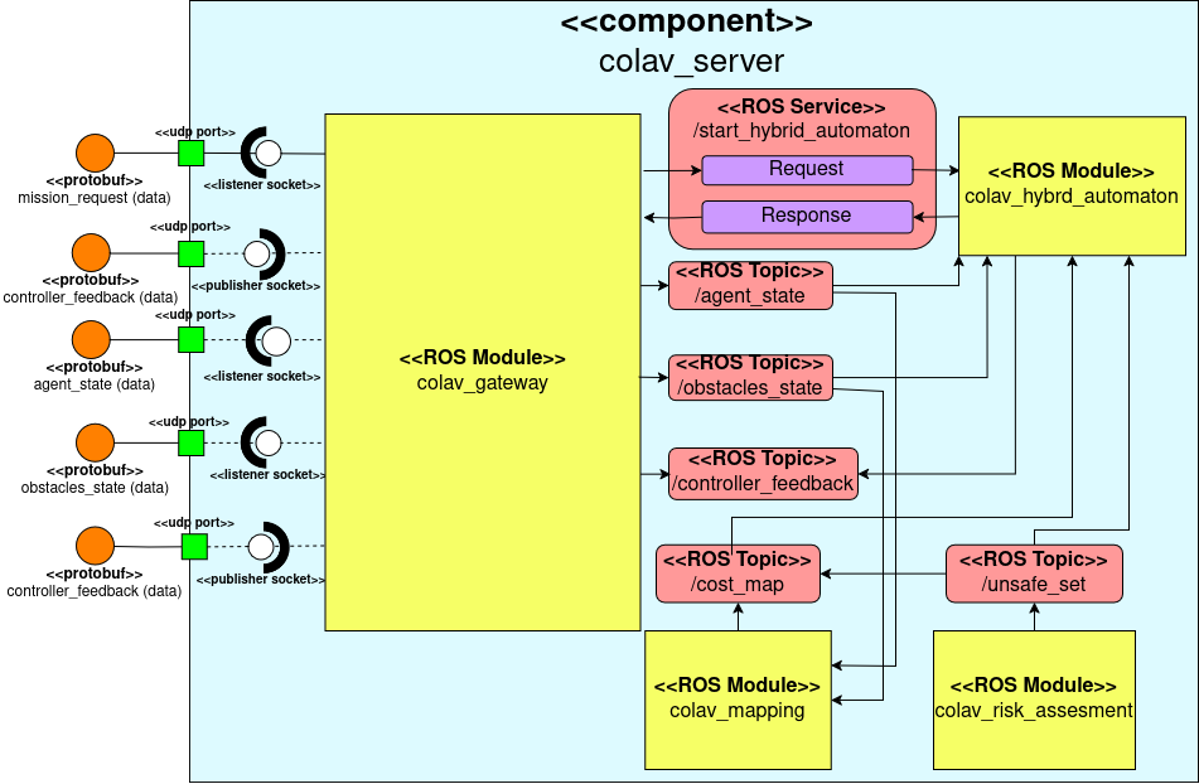 <<component>>
colav_server
<<udp port>>
<<protobuf>>
mission_request (data)
<<listener socket>>
<<udp port>>
<<protobuf>>
controller_feedback (data)
<<publisher socket>>
<<udp port>>
<<protobuf>>
agent_state (data)
<<listener socket>>
<<udp port>>
<<protobuf>>
obstacles_state (data)
<<listener socket>>
<<udp port>>
<<protobuf>>
controller_feedback (data)
<<publisher socket>>
<<ROS Module>>
colav_gateway
<<ROS Service>>
/start_hybrid_automaton
Request
Response
<<ROS Module>>
colav_hybrd_automaton
<<ROS Topic>>
/agent_state
<<ROS Topic>>
/obstacles_state
<<ROS Topic>>
/controller_feedback
<<ROS Topic>>
/cost_map
<<ROS Topic>>
/unsafe_set
<<ROS Module>>
colav_mapping
<<ROS Module>>
colav_risk_assesment